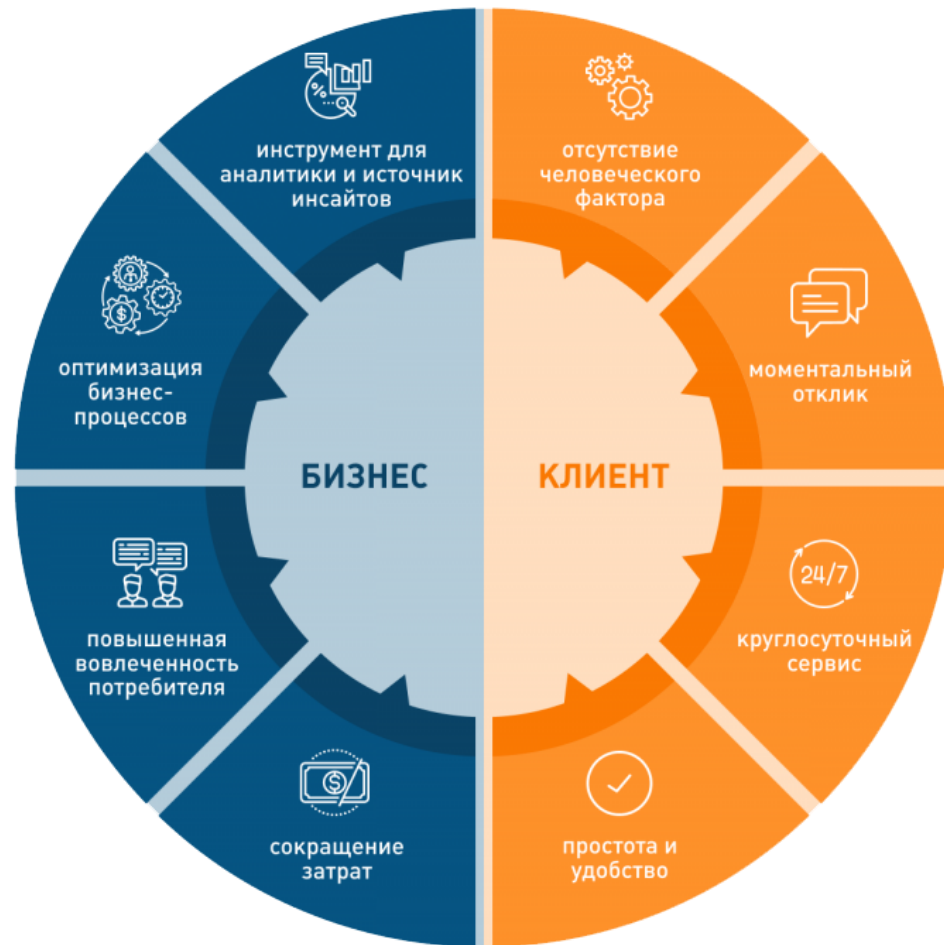 инструмент для
аналитики и источник
инсайтов
отсутствие
человеческого
фактора
оптимизация
бизнес-
процессов
моментальный
отклик
БИЗНЕС
КЛИЕНТ
повышенная
вовлеченность
потребителя
24/7
круглосуточный
сервис
сокращение
затрат
простота и
удобство
%
$
$